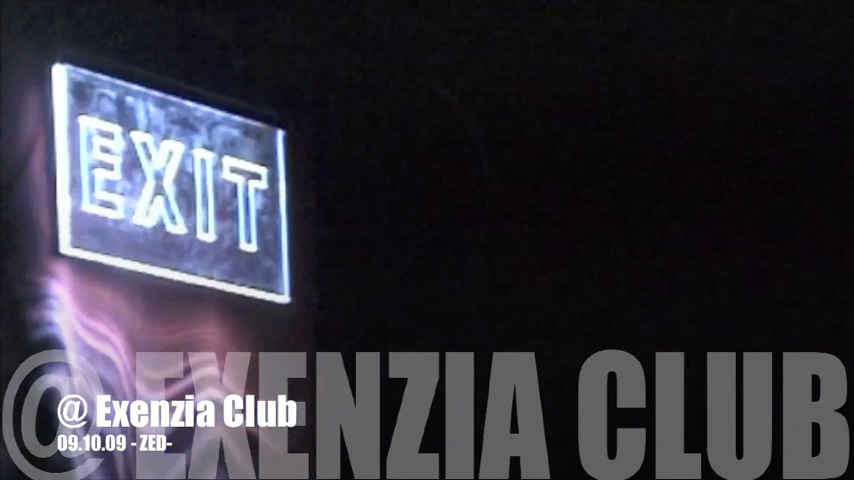 EXIT
@ EXENZIA CLUB
@ Exenzia Club
09.10.09 - ZED-